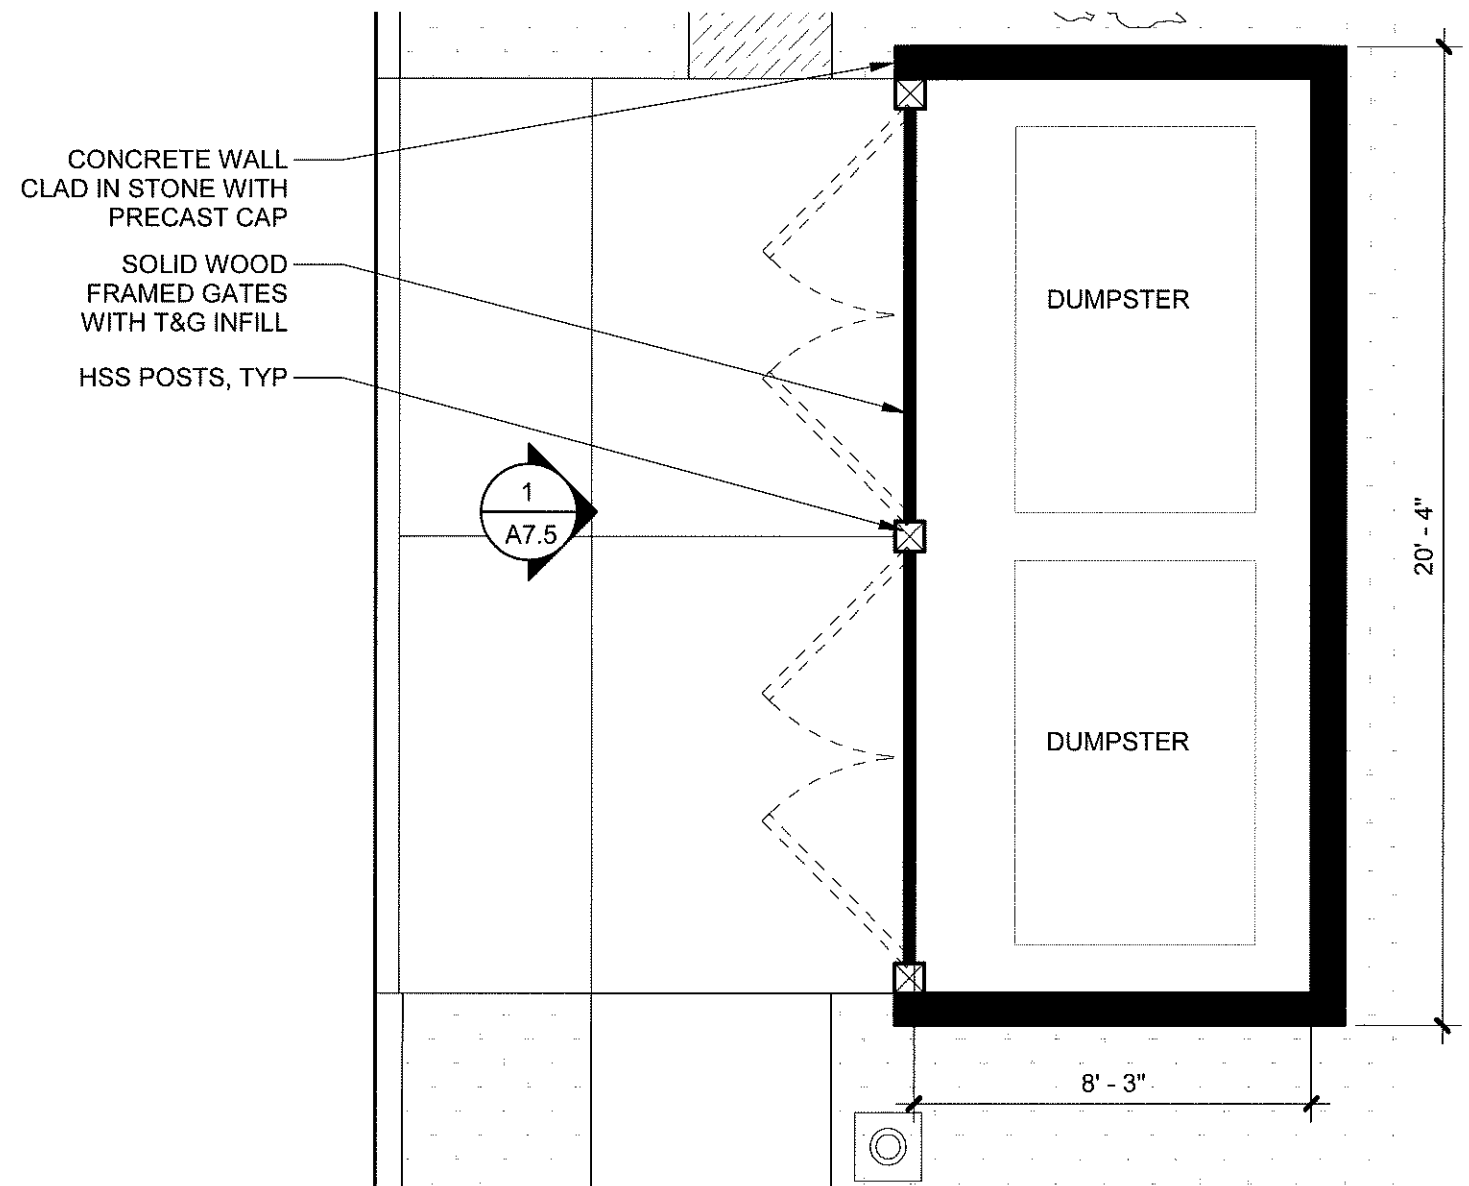 CONCRETE WALL
CLAD IN STONE WITH
PRECAST CAP
SOLID WOOD
FRAMED GATES
WITH T&G INFILL
HSS POSTS, TYP
1
A7.5
DUMPSTER
DUMPSTER
20' - 4"
8' - 3"